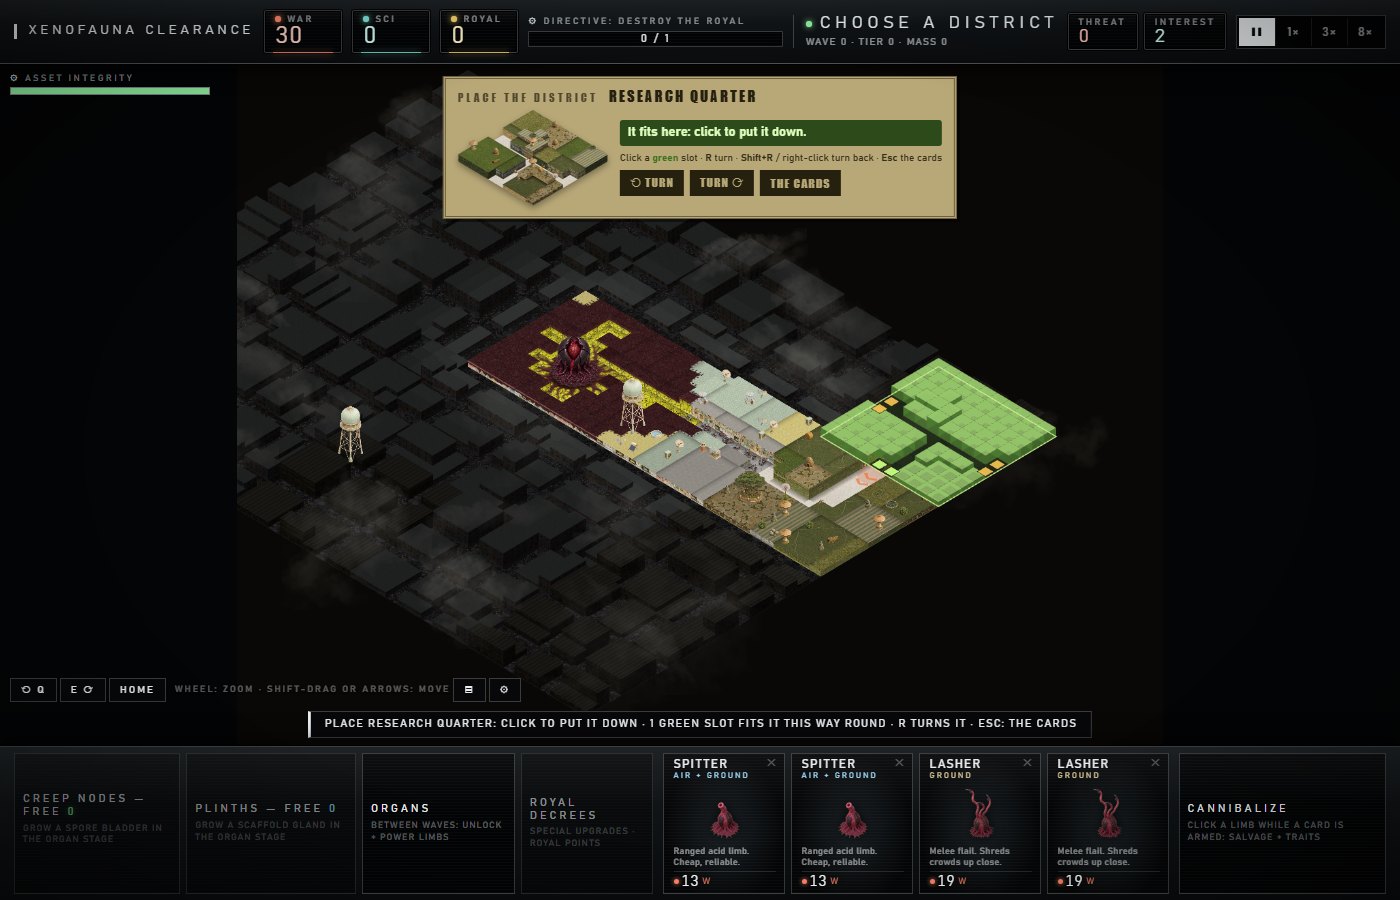 XENOFAUNA CLEARANCE
WAR
30
SCI
0
ROYAL
0
DIRECTIVE: DESTROY THE ROYAL
0 / 1
CHOOSE A DISTRICT
WAVE 0 · TIER 0 · MASS 0
THREAT
0
INTEREST
2
1×
3×
8×
ASSET INTEGRITY
PLACE THE DISTRICT RESEARCH QUARTER
It fits here: click to put it down.
Click a green slot · R turn · Shift+R / right-click turn back · Esc the cards
TURN
TURN
THE CARDS
Q
E
HOME
WHEEL: ZOOM · SHIFT-DRAG OR ARROWS: MOVE
PLACE RESEARCH QUARTER: CLICK TO PUT IT DOWN · 1 GREEN SLOT FITS IT THIS WAY ROUND · R TURNS IT · ESC: THE CARDS
CREEP NODES —
FREE 0
GROW A SPORE BLADDER IN
THE ORGAN STAGE
PLINTHS — FREE 0
GROW A SCAFFOLD GLAND IN
THE ORGAN STAGE
ORGANS
BETWEEN WAVES: UNLOCK
+ POWER LIMBS
ROYAL
DECREES
SPECIAL UPGRADES ·
ROYAL POINTS
SPITTER
AIR + GROUND
Ranged acid limb.
Cheap, reliable.
13 W
SPITTER
AIR + GROUND
Ranged acid limb.
Cheap, reliable.
13 W
LASHER
GROUND
Melee flail. Shreds
crowds up close.
19 W
LASHER
GROUND
Melee flail. Shreds
crowds up close.
19 W
CANNIBALIZE
CLICK A LIMB WHILE A CARD IS
ARMED: SALVAGE + TRAITS